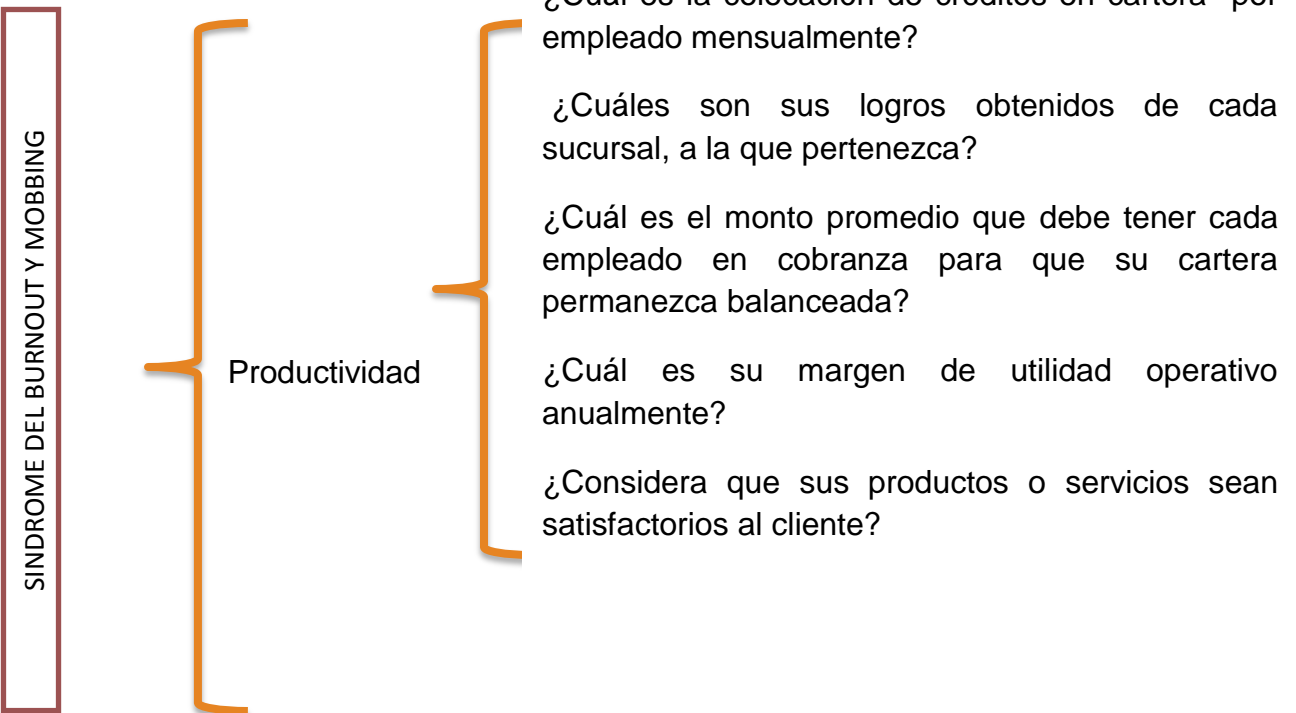 SINDROME DEL BURNOUT Y MOBBING
Productividad
¿Cuál es la colocación de créditos en cartera por
empleado mensualmente?
¿Cuáles son sus logros obtenidos de cada
sucursal, a la que pertenezca?
¿Cuál es el monto promedio que debe tener cada
empleado en cobranza para que su cartera
permanezca balanceada?
¿Cuál es su margen de utilidad operativo
anualmente?
¿Considera que sus productos o servicios sean
satisfactorios al cliente?